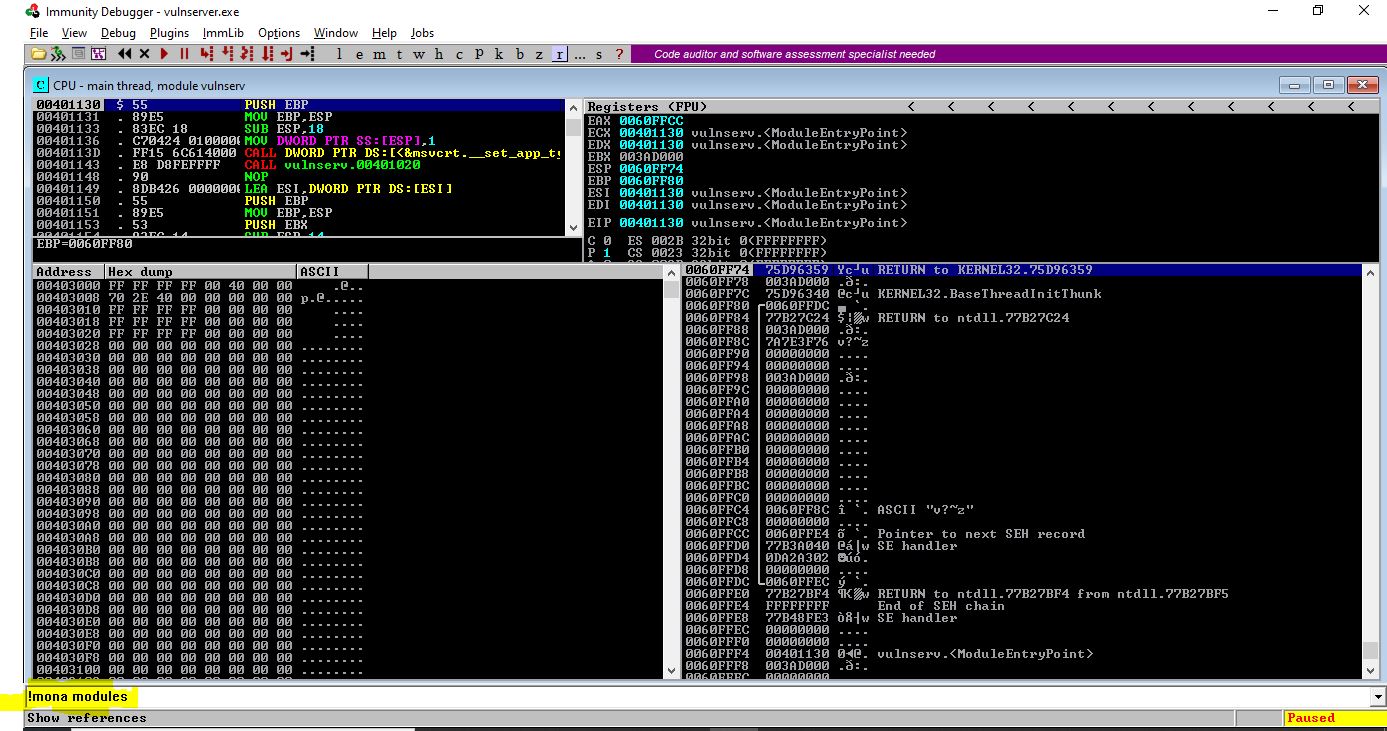 Immunity Debugger - vulnserver.exe
File View Debug Plugins ImmLib Options Window Help Jobs
l e m t w h c P k b z r ... s ?
Code auditor and software assessment specialist needed
C CPU - main thread, module vulnserv
00401130 $ 55 PUSH EBP
00401131 . 89E5 MOV EBP,ESP
00401133 . 83EC 18 SUB ESP,18
00401136 . C70424 0100000 MOV DWORD PTR SS:[ESP],1
0040113D . FF15 6C614000 CALL DWORD PTR DS:[<&msvcrt.__set_app_ty
00401143 . E8 D8FEFFFF CALL vulnserv.00401020
00401148 . 90 NOP
00401149 . 8DB426 0000000 LEA ESI,DWORD PTR DS:[ESI]
00401150 . 55 PUSH EBP
00401151 . 89E5 MOV EBP,ESP
00401153 . 53 PUSH EBX
00401154 . 83EC 14 SUB ESP,14
EBP=0060FF80
Registers (FPU) < < < < < < < < < < < <
EAX 0060FFCC
ECX 00401130 vulnserv.<ModuleEntryPoint>
EDX 00401130 vulnserv.<ModuleEntryPoint>
EBX 003AD000
ESP 0060FF74
EBP 0060FF80
ESI 00401130 vulnserv.<ModuleEntryPoint>
EDI 00401130 vulnserv.<ModuleEntryPoint>
EIP 00401130 vulnserv.<ModuleEntryPoint>
C 0 ES 002B 32bit 0(FFFFFFFF)
P 1 CS 0023 32bit 0(FFFFFFFF)
Address Hex dump ASCII
00403000 FF FF FF FF 00 40 00 00 .@..
00403008 70 2E 40 00 00 00 00 00 p.@.....
00403010 FF FF FF FF 00 00 00 00 ....
00403018 FF FF FF FF 00 00 00 00 ....
00403020 FF FF FF FF 00 00 00 00 ....
00403028 00 00 00 00 00 00 00 00 ........
00403030 00 00 00 00 00 00 00 00 ........
00403038 00 00 00 00 00 00 00 00 ........
00403040 00 00 00 00 00 00 00 00 ........
00403048 00 00 00 00 00 00 00 00 ........
00403050 00 00 00 00 00 00 00 00 ........
00403058 00 00 00 00 00 00 00 00 ........
00403060 00 00 00 00 00 00 00 00 ........
00403068 00 00 00 00 00 00 00 00 ........
00403070 00 00 00 00 00 00 00 00 ........
00403078 00 00 00 00 00 00 00 00 ........
00403080 00 00 00 00 00 00 00 00 ........
00403088 00 00 00 00 00 00 00 00 ........
00403090 00 00 00 00 00 00 00 00 ........
00403098 00 00 00 00 00 00 00 00 ........
004030A0 00 00 00 00 00 00 00 00 ........
004030A8 00 00 00 00 00 00 00 00 ........
004030B0 00 00 00 00 00 00 00 00 ........
004030B8 00 00 00 00 00 00 00 00 ........
004030C0 00 00 00 00 00 00 00 00 ........
004030C8 00 00 00 00 00 00 00 00 ........
004030D0 00 00 00 00 00 00 00 00 ........
004030D8 00 00 00 00 00 00 00 00 ........
004030E0 00 00 00 00 00 00 00 00 ........
004030E8 00 00 00 00 00 00 00 00 ........
004030F0 00 00 00 00 00 00 00 00 ........
004030F8 00 00 00 00 00 00 00 00 ........
00403100 00 00 00 00 00 00 00 00 ........
0060FF74 75D96359 Yc┘u RETURN to KERNEL32.75D96359
0060FF78 003AD000 .ð:.
0060FF7C 75D96340 @c┘u KERNEL32.BaseThreadInitThunk
0060FF80 0060FFDC ▄ `.
0060FF84 77B27C24 $|▓w RETURN to ntdll.77B27C24
0060FF88 003AD000 .ð:.
0060FF8C 7A7E3F76 v?~z
0060FF90 00000000 ....
0060FF94 00000000 ....
0060FF98 003AD000 .ð:.
0060FF9C 00000000 ....
0060FFA0 00000000 ....
0060FFA4 00000000 ....
0060FFA8 00000000 ....
0060FFAC 00000000 ....
0060FFB0 00000000 ....
0060FFB4 00000000 ....
0060FFB8 00000000 ....
0060FFBC 00000000 ....
0060FFC0 00000000 ....
0060FFC4 0060FF8C î `. ASCII "v?~z"
0060FFC8 00000000 ....
0060FFCC 0060FFE4 õ `. Pointer to next SEH record
0060FFD0 77B3A040 @á│w SE handler
0060FFD4 0DA2A302 ☻úó.
0060FFD8 00000000 ....
0060FFDC 0060FFEC ý `.
0060FFE0 77B27BF4 ¶K▓w RETURN to ntdll.77B27BF4 from ntdll.77B27BF5
0060FFE4 FFFFFFFF End of SEH chain
0060FFE8 77B48FE3 òÅ┤w SE handler
0060FFEC 00000000 ....
0060FFF0 00000000 ....
0060FFF4 00401130 0◄@. vulnserv.<ModuleEntryPoint>
0060FFF8 003AD000 .ð:.
0060FFFC 00000000 ....
!mona modules
Show references
Paused